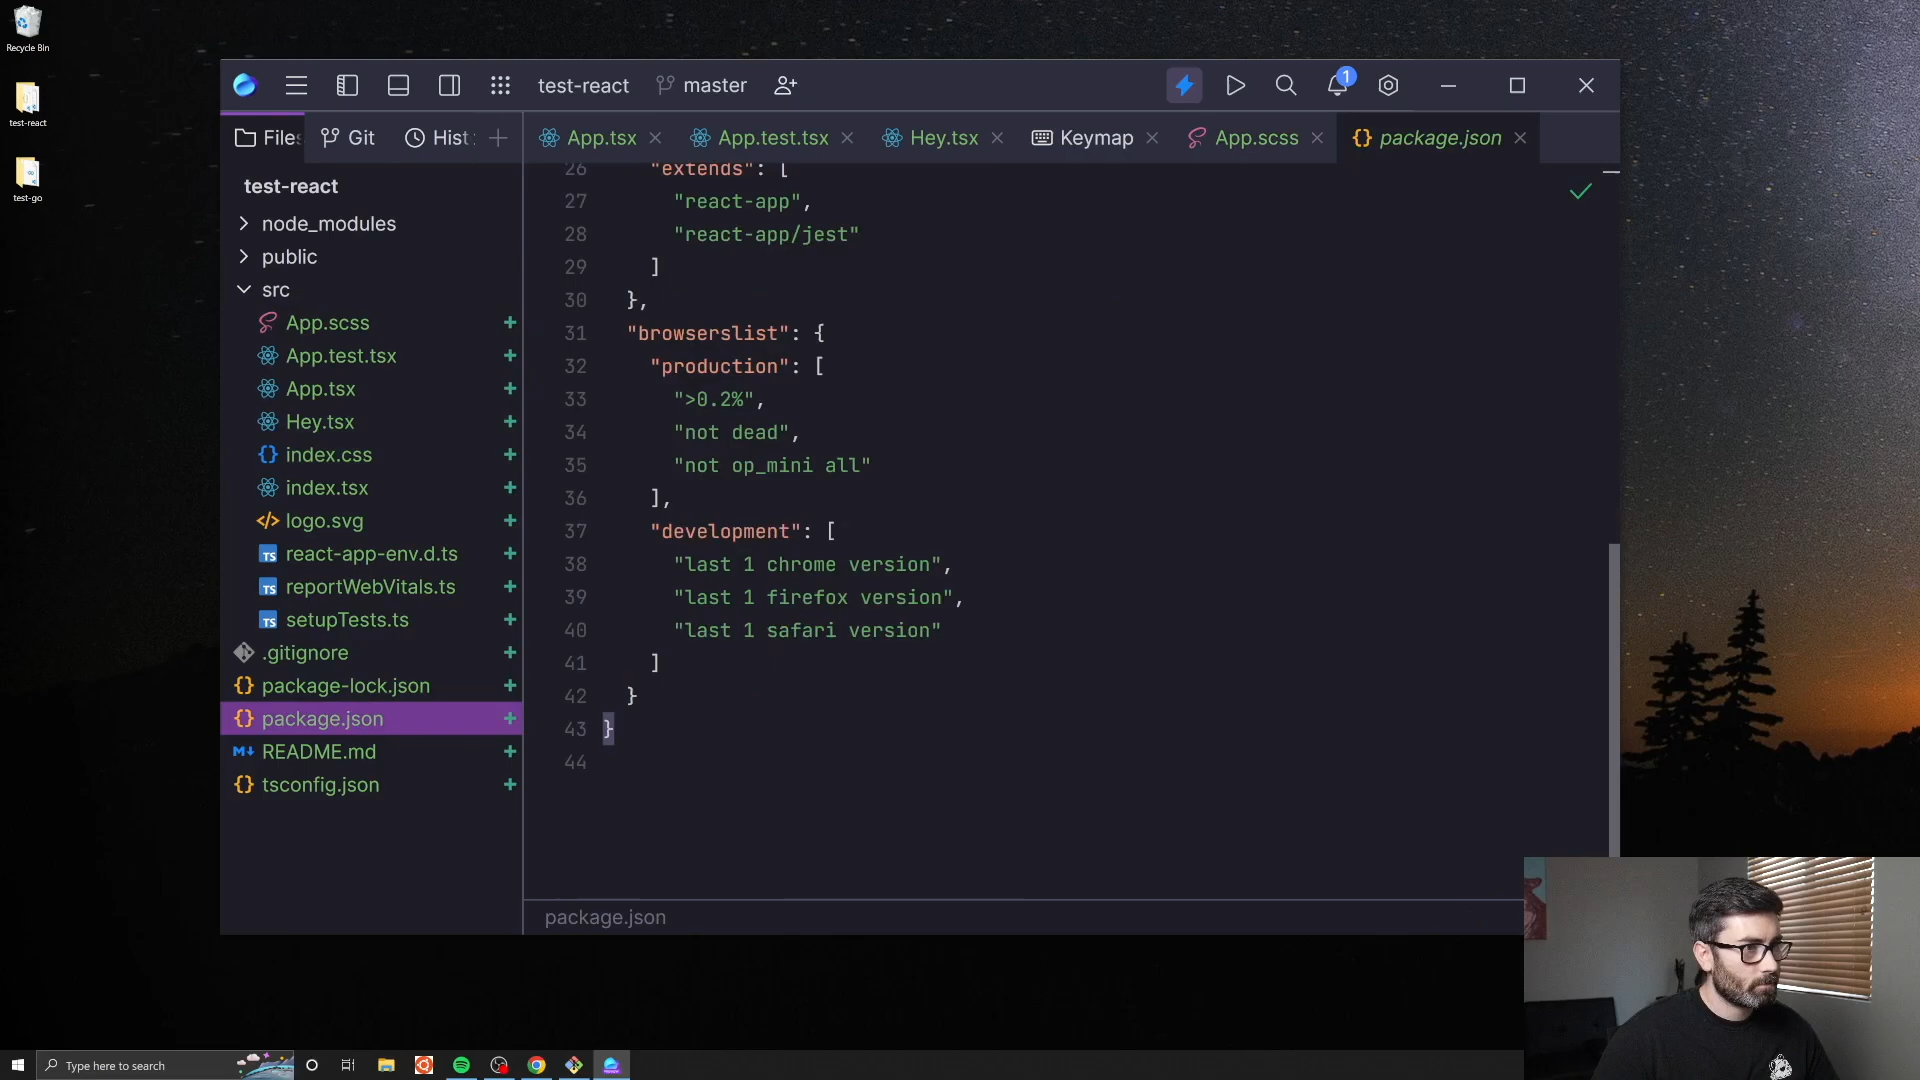 Recycle Bin
test-react
test-go
test-react master 1
Files Git Hist
App.tsx App.test.tsx Hey.tsx Keymap App.scss package.json
test-react
node_modules
public
src
App.scss
App.test.tsx
App.tsx
Hey.tsx
index.css
index.tsx
logo.svg
TS react-app-env.d.ts
TS reportWebVitals.ts
TS setupTests.ts
.gitignore
package-lock.json
package.json
M README.md
tsconfig.json
26 "extends": [
27 "react-app",
28 "react-app/jest"
29 ]
30 },
31 "browserslist": {
32 "production": [
33 ">0.2%",
34 "not dead",
35 "not op_mini all"
36 ],
37 "development": [
38 "last 1 chrome version",
39 "last 1 firefox version",
40 "last 1 safari version"
41 ]
42 }
43 }
44
package.json
Type here to search